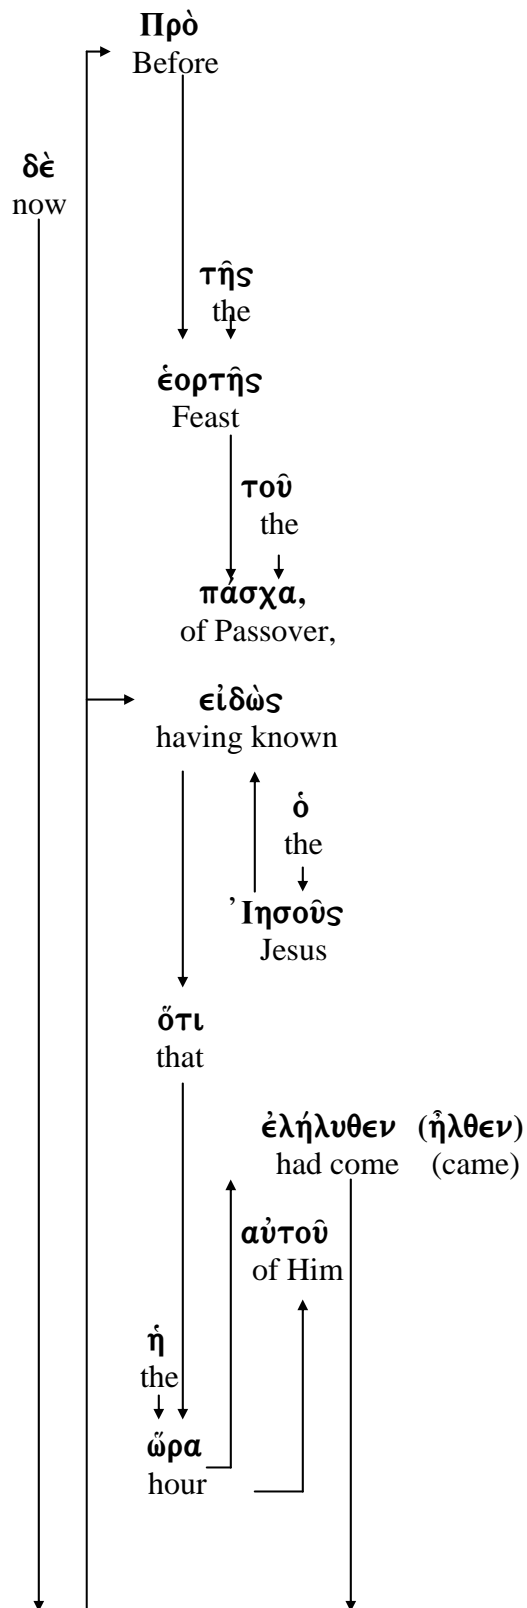 Πρὸ
Before
δὲ
now
τῆς
the
ἑορτῆς
Feast
τοῦ
the
πάσχα,
of Passover,
εἰδὼς
having known
ὁ
the
Ἰησοῦς
Jesus
ὅτι
that
ἐλήλυθεν (ἦλθεν)
had come (came)
αὐτοῦ
of Him
ἡ
the
ὥρα
hour